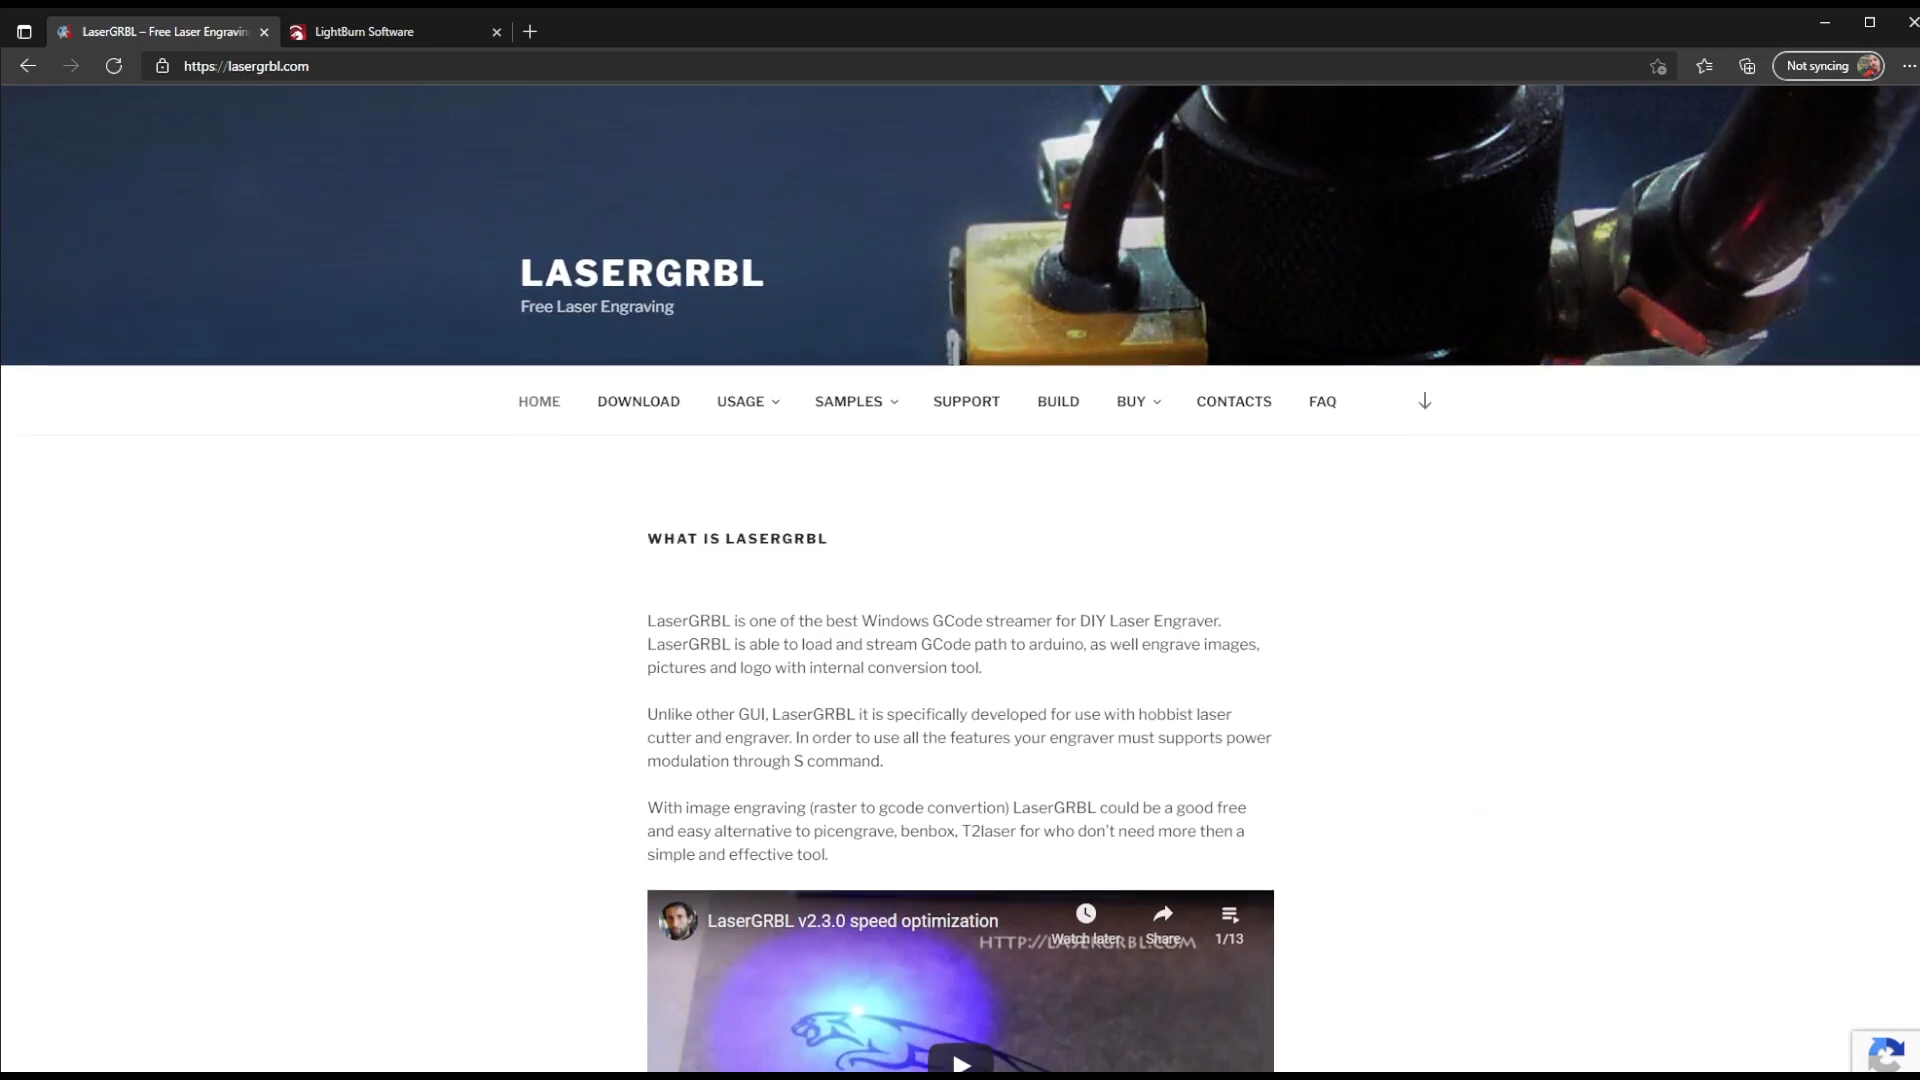 LaserGRBL – Free Laser Engravin
LightBurn Software
https://lasergrbl.com
Not syncing
LASERGRBL
Free Laser Engraving
HOME DOWNLOAD USAGE SAMPLES SUPPORT BUILD BUY CONTACTS FAQ
WHAT IS LASERGRBL
LaserGRBL is one of the best Windows GCode streamer for DIY Laser Engraver.
LaserGRBL is able to load and stream GCode path to arduino, as well engrave images,
pictures and logo with internal conversion tool.
Unlike other GUI, LaserGRBL it is specifically developed for use with hobbist laser
cutter and engraver. In order to use all the features your engraver must supports power
modulation through S command.
With image engraving (raster to gcode convertion) LaserGRBL could be a good free
and easy alternative to picengrave, benbox, T2laser for who don't need more then a
simple and effective tool.
LaserGRBL v2.3.0 speed optimization
Watch later Share 1/13
HTTP://LASERGRBL.COM